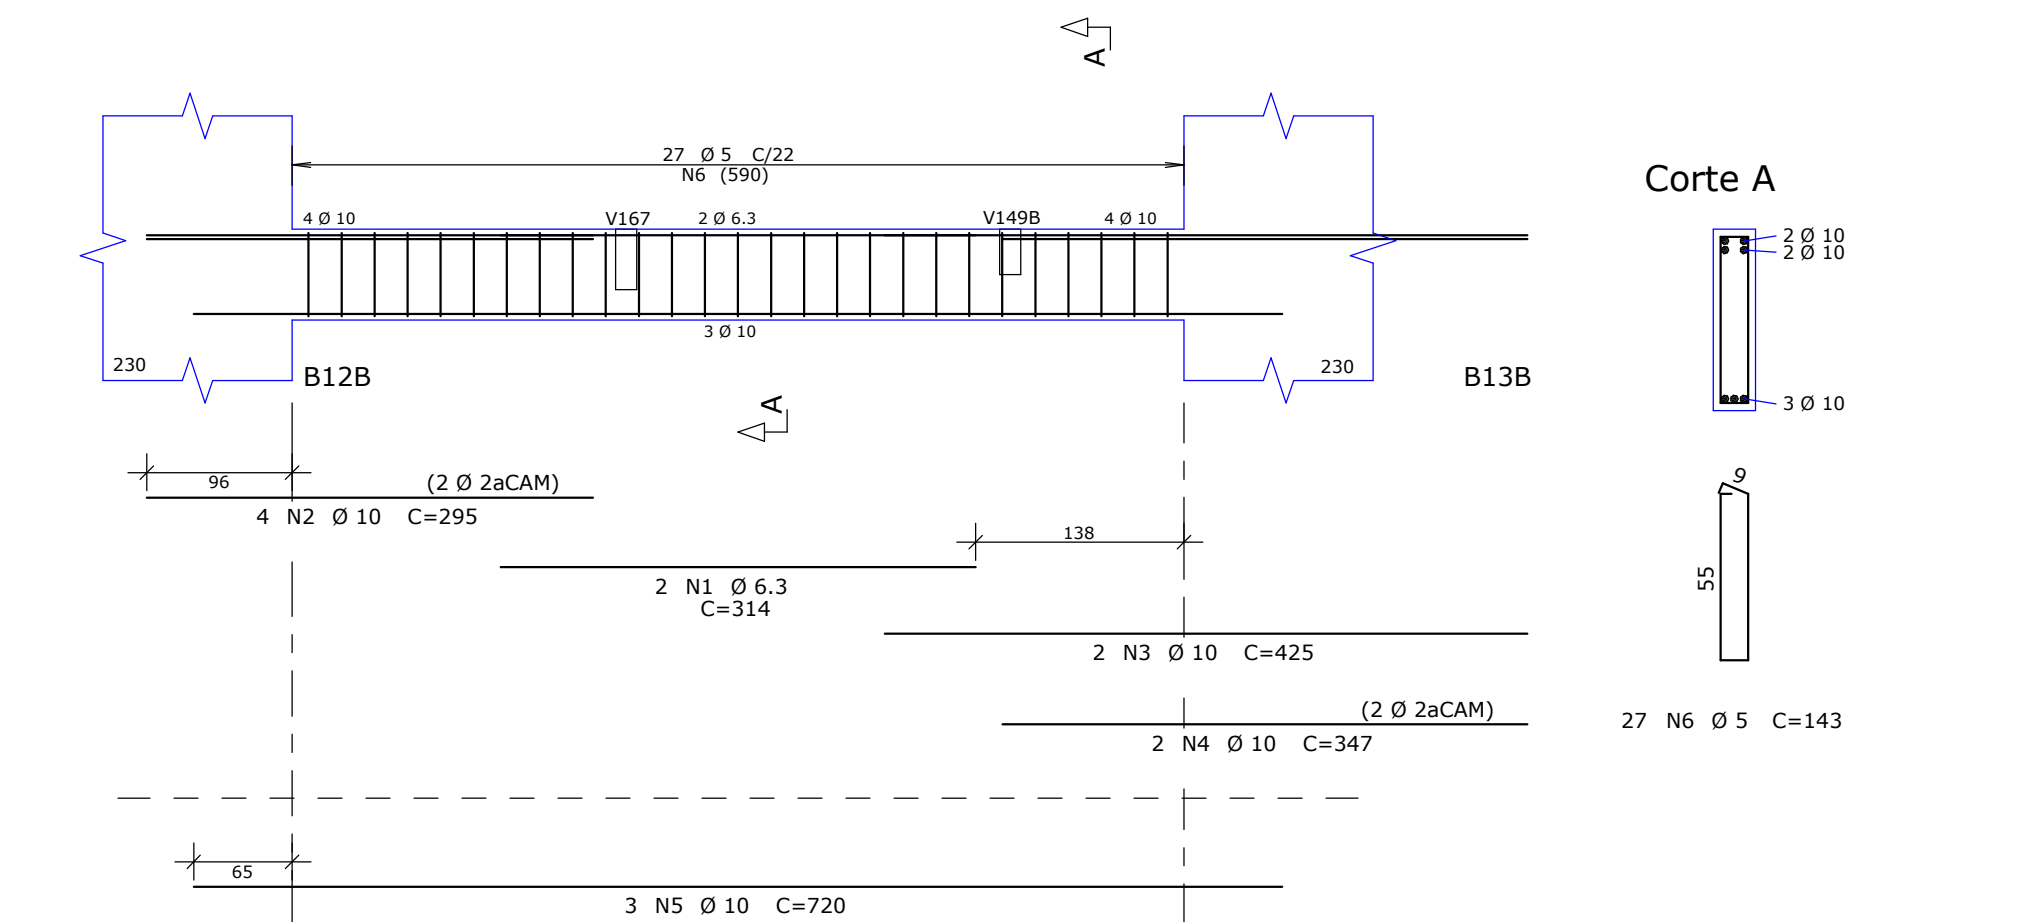 A
27 Ø 5 C/22
N6 (590)
Corte A
4 Ø 10
V167
2 Ø 6.3
V149B
4 Ø 10
2 Ø 10
2 Ø 10
3 Ø 10
230
B12B
230
B13B
3 Ø 10
A
96
(2 Ø 2aCAM)
4 N2 Ø 10 C=295
9
138
55
2 N1 Ø 6.3
C=314
2 N3 Ø 10 C=425
(2 Ø 2aCAM)
2 N4 Ø 10 C=347
27 N6 Ø 5 C=143
65
3 N5 Ø 10 C=720